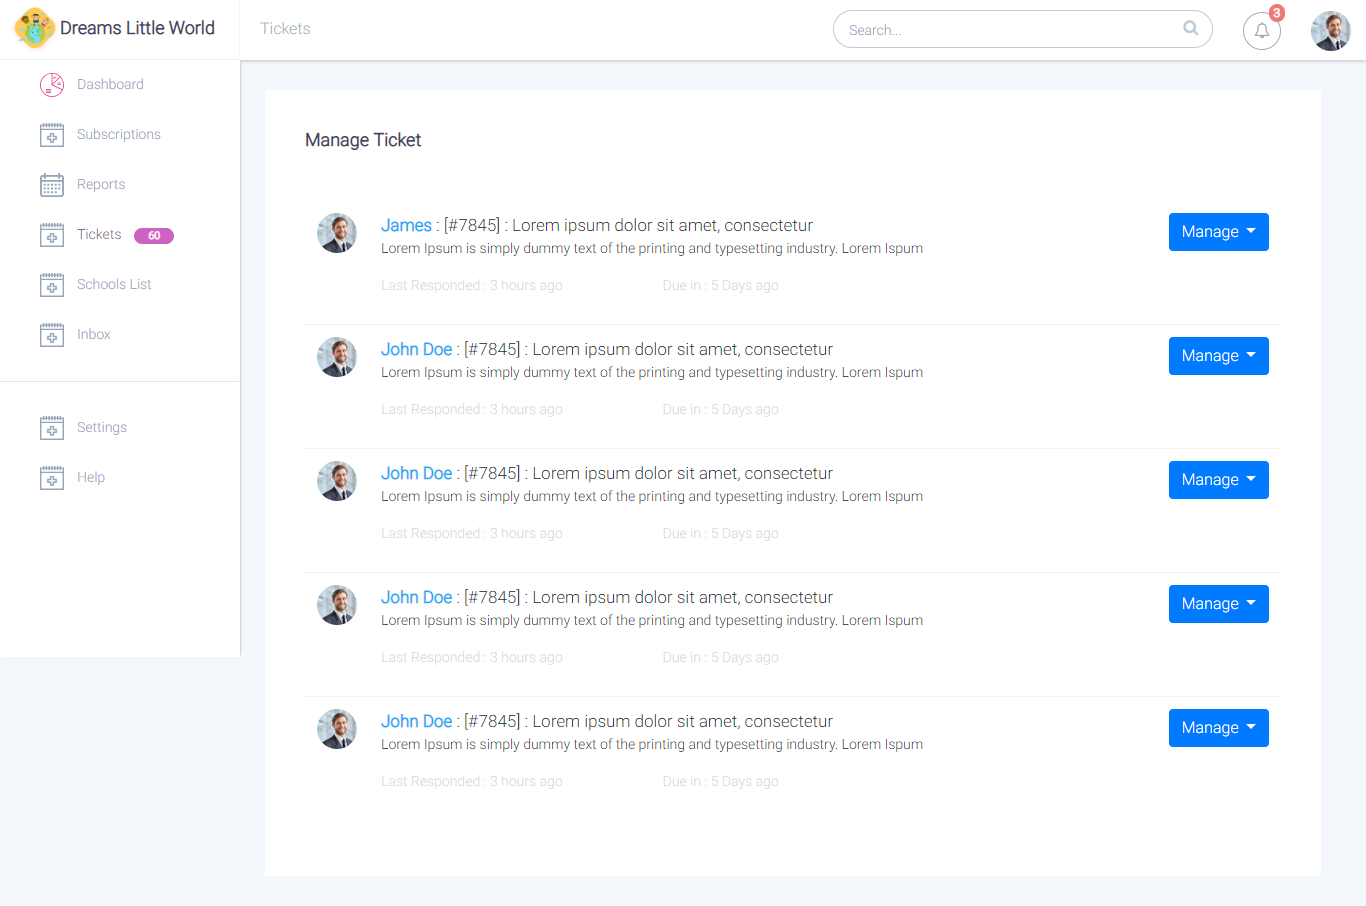 Dreams Little World
Tickets
Search...
3
Dashboard
Subscriptions
Reports
Tickets 60
Schools List
Inbox
Settings
Help
Manage Ticket
James : [#7845] : Lorem ipsum dolor sit amet, consectetur
Lorem Ipsum is simply dummy text of the printing and typesetting industry. Lorem Ispum
Last Responded : 3 hours ago Due in : 5 Days ago
Manage
John Doe : [#7845] : Lorem ipsum dolor sit amet, consectetur
Lorem Ipsum is simply dummy text of the printing and typesetting industry. Lorem Ispum
Last Responded : 3 hours ago Due in : 5 Days ago
Manage
John Doe : [#7845] : Lorem ipsum dolor sit amet, consectetur
Lorem Ipsum is simply dummy text of the printing and typesetting industry. Lorem Ispum
Last Responded : 3 hours ago Due in : 5 Days ago
Manage
John Doe : [#7845] : Lorem ipsum dolor sit amet, consectetur
Lorem Ipsum is simply dummy text of the printing and typesetting industry. Lorem Ispum
Last Responded : 3 hours ago Due in : 5 Days ago
Manage
John Doe : [#7845] : Lorem ipsum dolor sit amet, consectetur
Lorem Ipsum is simply dummy text of the printing and typesetting industry. Lorem Ispum
Last Responded : 3 hours ago Due in : 5 Days ago
Manage